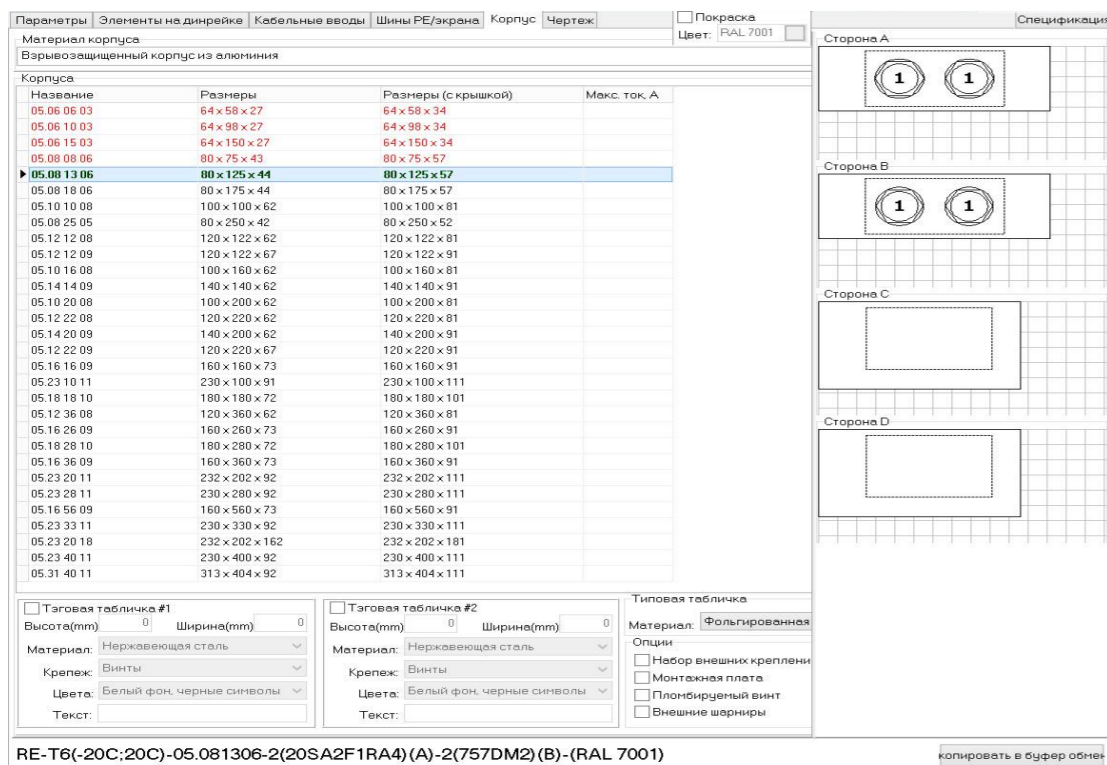 Параметры Элементы на динрейке Кабельные вводы Шины PE/экрана Корпус Чертеж
Покраска
Цвет: RAL 7001
Спецификация
Материал корпуса
Взрывозащищенный корпус из алюминия
Корпуса
Название Размеры Размеры (с крышкой) Макс. ток, А
05.06 06 03 64 x 58 x 27 64 x 58 x 34
05.06 10 03 64 x 98 x 27 64 x 98 x 34
05.06 15 03 64 x 150 x 27 64 x 150 x 34
05.08 08 06 80 x 75 x 43 80 x 75 x 57
05.08 13 06 80 x 125 x 44 80 x 125 x 57
05.08 18 06 80 x 175 x 44 80 x 175 x 57
05.10 10 08 100 x 100 x 62 100 x 100 x 81
05.08 25 05 80 x 250 x 42 80 x 250 x 52
05.12 12 08 120 x 122 x 62 120 x 122 x 81
05.12 12 09 120 x 122 x 67 120 x 122 x 91
05.10 16 08 100 x 160 x 62 100 x 160 x 81
05.14 14 09 140 x 140 x 62 140 x 140 x 91
05.10 20 08 100 x 200 x 62 100 x 200 x 81
05.12 22 08 120 x 220 x 62 120 x 220 x 81
05.14 20 09 140 x 200 x 62 140 x 200 x 91
05.12 22 09 120 x 220 x 67 120 x 220 x 91
05.16 16 09 160 x 160 x 73 160 x 160 x 91
05.23 10 11 230 x 100 x 91 230 x 100 x 111
05.18 18 10 180 x 180 x 72 180 x 180 x 101
05.12 36 08 120 x 360 x 62 120 x 360 x 81
05.16 26 09 160 x 260 x 73 160 x 260 x 91
05.18 28 10 180 x 280 x 72 180 x 280 x 101
05.16 36 09 160 x 360 x 73 160 x 360 x 91
05.23 20 11 232 x 202 x 92 232 x 202 x 111
05.23 28 11 230 x 280 x 92 230 x 280 x 111
05.16 56 09 160 x 560 x 73 160 x 560 x 91
05.23 33 11 230 x 330 x 92 230 x 330 x 111
05.23 20 18 232 x 202 x 162 232 x 202 x 181
05.23 40 11 230 x 400 x 92 230 x 400 x 111
05.31 40 11 313 x 404 x 92 313 x 404 x 111
Сторона A
1 1
Сторона B
1 1
Сторона C
Сторона D
Тэговая табличка #1
Высота(mm) 0 Ширина(mm) 0
Материал: Нержавеющая сталь
Крепеж: Винты
Цвета: Белый фон, черные символы
Текст:
Тэговая табличка #2
Высота(mm) 0 Ширина(mm) 0
Материал: Нержавеющая сталь
Крепеж: Винты
Цвета: Белый фон, черные символы
Текст:
Типовая табличка
Материал: Фольгированная
Опции
Набор внешних креплени
Монтажная плата
Пломбируемый винт
Внешние шарниры
RE-T6(-20C;20C)-05.081306-2(20SA2F1RA4)(A)-2(757DM2)(B)-(RAL 7001)
копировать в буфер обмен